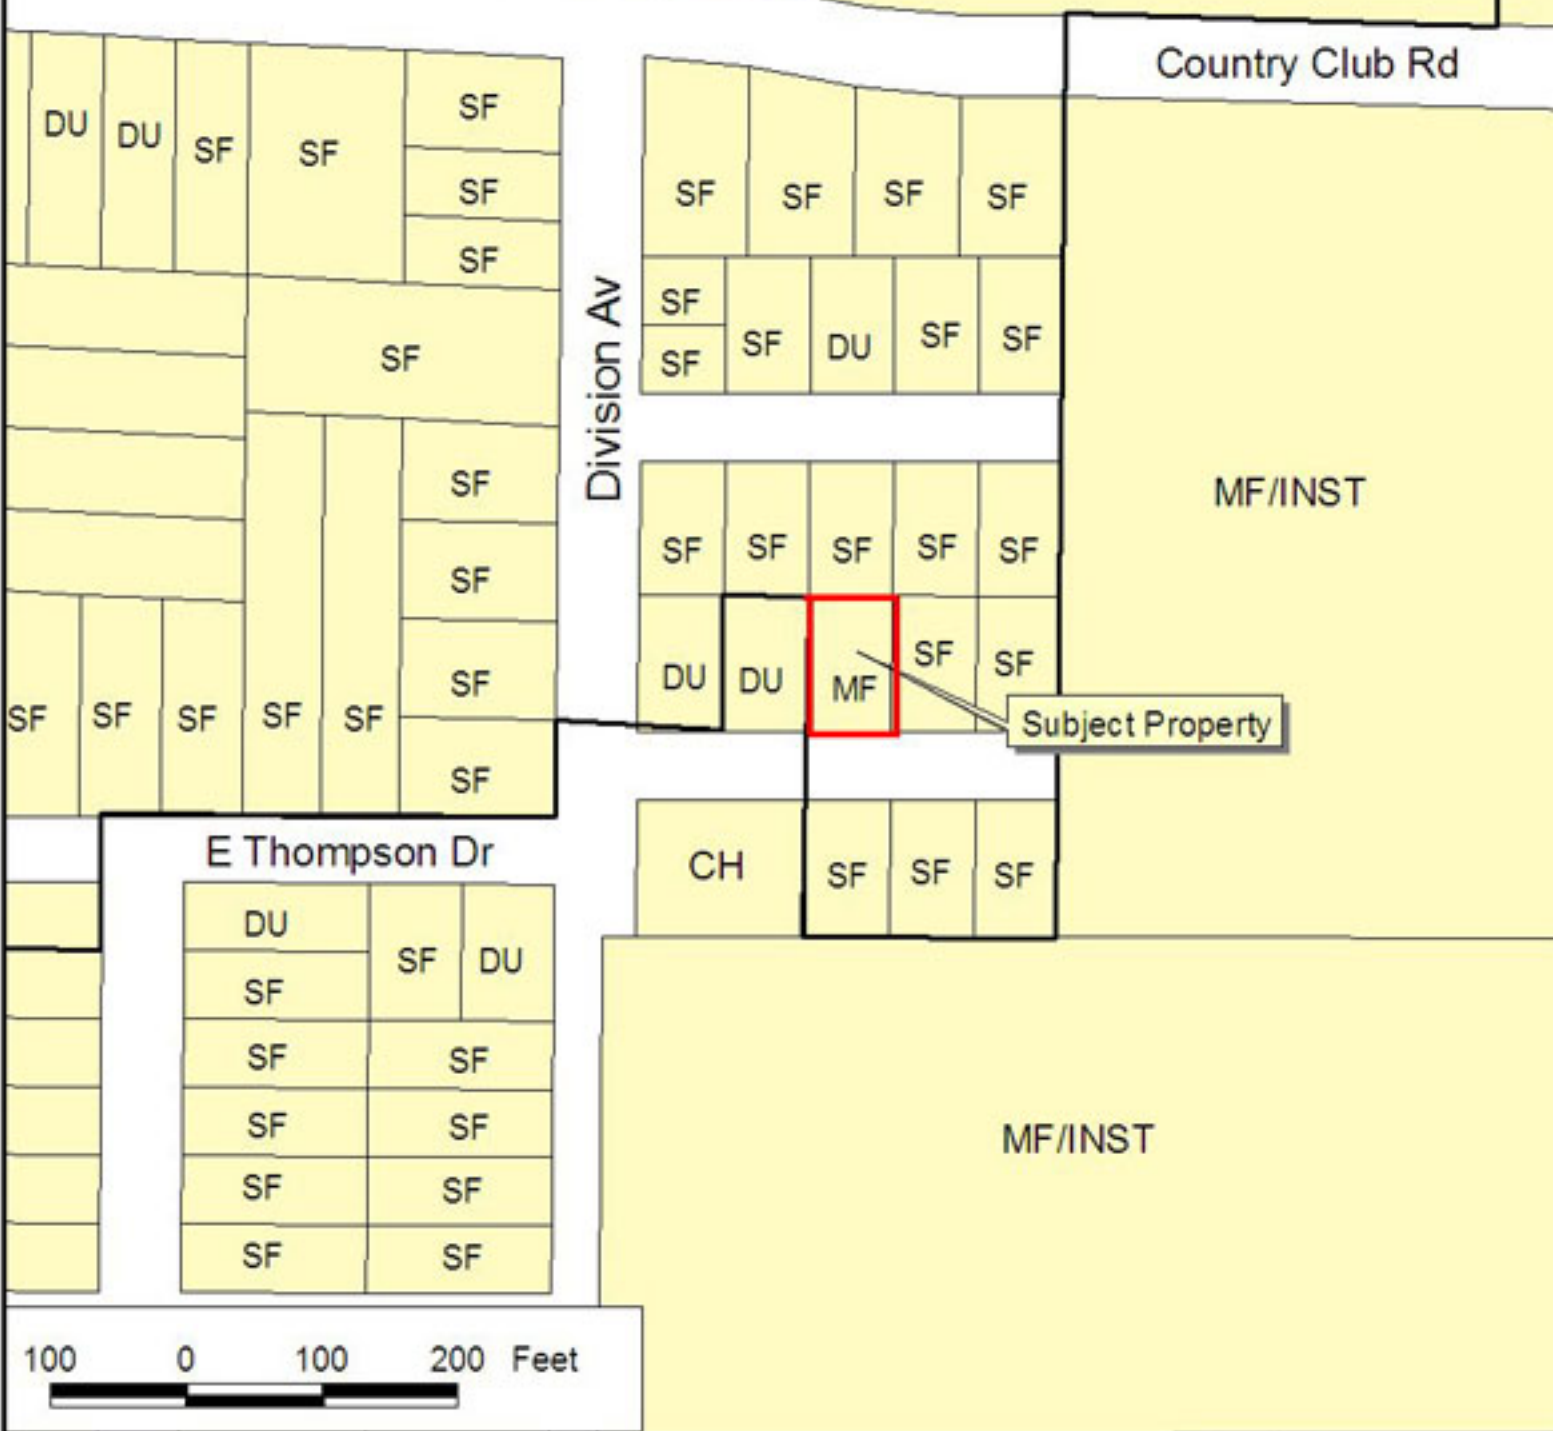 Country Club Rd
DU DU SF SF SF
SF
SF
SF SF SF SF
SF
SF
SF DU SF SF
SF
Division Av
SF
SF
SF
SF
SF SF SF SF SF
SF
MF/INST
SF SF SF SF SF
DU DU MF SF SF
Subject Property
E Thompson Dr
CH SF SF SF
DU
SF
SF DU
SF SF
SF SF
SF SF
SF SF
MF/INST
100 0 100 200 Feet